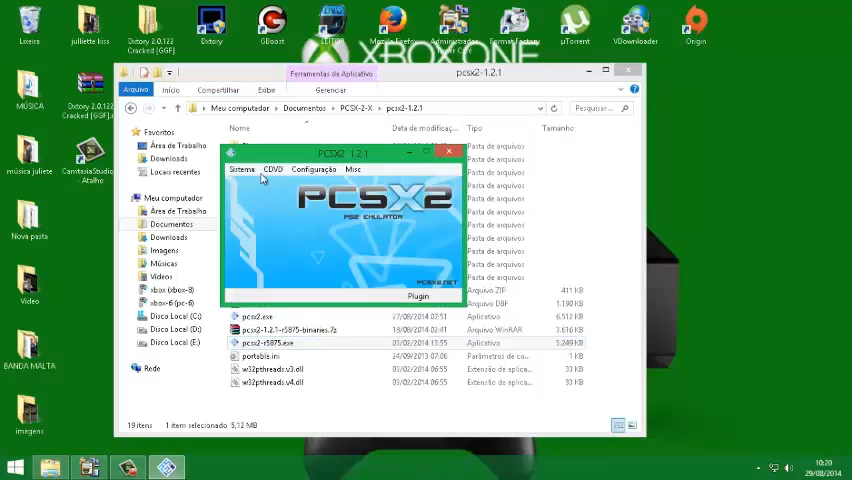 Lixeira
julliette kiss
Dxtory 2.0.122
Cracked [GGF]
Dxtory
GBoost
LEITOR
Mozilla Firefox
Administrador
FormatFactory
µTorrent
VDownloader
Origin
XBOXONE
MÚSICA
Dxtory 2.0.122
Cracked [GGF].r
música juliete
CamtasiaStudio -
Atalho
Nova pasta
Video
BANDA MALTA
imagens
Ferramentas de Aplicativo
pcsx2-1.2.1
Arquivo
Início
Compartilhar
Exibir
Gerenciar
Meu computador
Documentos
PCSX-2-X
pcsx2-1.2.1
Pesquisar...
Nome
Data de modificaç...
Tipo
Tamanho
Favoritos
Área de Trabalho
Downloads
Locais recentes
Meu computador
Área de Trabalho
Documentos
Downloads
Imagens
Músicas
Vídeos
xbox (xbox-8)
xbox-6 (pc-6)
Disco Local (C:)
Disco Local (D:)
Disco Local (E:)
Rede
PCSX2 1.2.1
Sistema CDVD Configuração Misc
PCSX2
PS2 EMULATOR
PCSX2.NET
Plugin
Pasta de arquivos
Pasta de arquivos
Pasta de arquivos
Pasta de arquivos
Pasta de arquivos
Pasta de arquivos
Pasta de arquivos
Pasta de arquivos
Pasta de arquivos
Pasta de arquivos
Pasta de arquivos
Arquivo ZIP 411 KB
Arquivo DBF 1.190 KB
pcsx2.exe 27/08/2014 07:51 Aplicativo 6.512 KB
pcsx2-1.2.1-r5875-binaries.7z 18/08/2014 02:41 Arquivo WinRAR 3.616 KB
pcsx2-r5875.exe 03/02/2014 13:55 Aplicativo 5.249 KB
portable.ini 24/09/2013 07:06 Parâmetros de co... 1 KB
w32pthreads.v3.dll 03/02/2014 06:55 Extensão de aplica... 33 KB
w32pthreads.v4.dll 03/02/2014 06:55 Extensão de aplica... 33 KB
19 itens 1 item selecionado 5,12 MB
10:20
29/08/2014